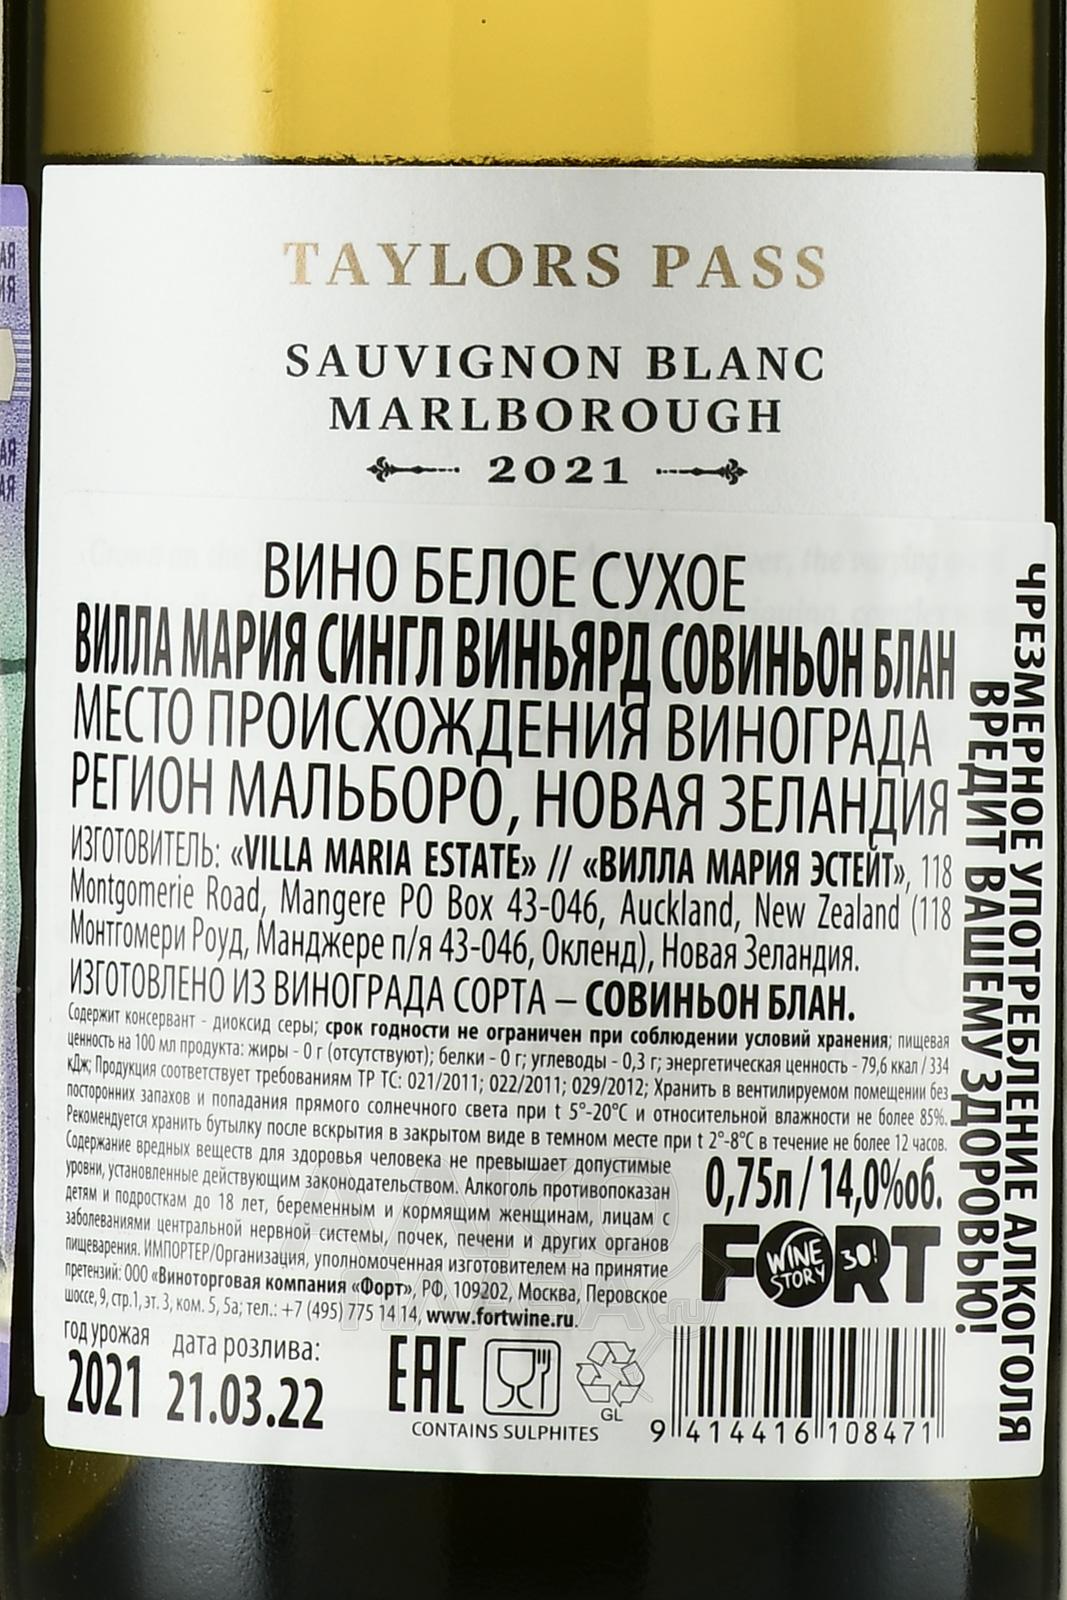 TAYLORS PASS
SAUVIGNON BLANC
MARLBOROUGH
2021
ВИНО БЕЛОЕ СУХОЕ
ВИЛЛА МАРИЯ СИНГЛ ВИНЬЯРД СОВИНЬОН БЛАН
МЕСТО ПРОИСХОЖДЕНИЯ ВИНОГРАДА
РЕГИОН МАЛЬБОРО, НОВАЯ ЗЕЛАНДИЯ
ИЗГОТОВИТЕЛЬ: «VILLA MARIA ESTATE» // «ВИЛЛА МАРИЯ ЭСТЕЙТ», 118
Montgomerie Road, Mangere PO Box 43-046, Auckland, New Zealand (118
Монтгомери Роуд, Манджере п/я 43-046, Окленд), Новая Зеландия.
ИЗГОТОВЛЕНО ИЗ ВИНОГРАДА СОРТА – СОВИНЬОН БЛАН.
Содержит консервант - диоксид серы; срок годности не ограничен при соблюдении условий хранения; пищевая
ценность на 100 мл продукта: жиры - 0 г (отсутствуют); белки - 0 г; углеводы - 0,3 г; энергетическая ценность - 79,6 ккал / 334
кДж; Продукция соответствует требованиям ТР ТС: 021/2011; 022/2011; 029/2012; Хранить в вентилируемом помещении без
посторонних запахов и попадания прямого солнечного света при t 5°-20°С и относительной влажности не более 85%.
Рекомендуется хранить бутылку после вскрытия в закрытом виде в темном месте при t 2°-8°С в течение не более 12 часов.
Содержание вредных веществ для здоровья человека не превышает допустимые
уровни, установленные действующим законодательством. Алкоголь противопоказан
детям и подросткам до 18 лет, беременным и кормящим женщинам, лицам с
заболеваниями центральной нервной системы, почек, печени и других органов
пищеварения. ИМПОРТЕР/Организация, уполномоченная изготовителем на принятие
претензий: ООО «Виноторговая компания «Форт», РФ, 109202, Москва, Перовское
шоссе, 9, стр.1, эт. 3, ком. 5, 5а; тел.: +7 (495) 775 14 14, www.fortwine.ru.
0,75л / 14,0%об.
FORT
WINE STORY 30!
год урожая
2021
дата розлива:
21.03.22
EAC
GL
CONTAINS SULPHITES
9 414416 108471
ЧРЕЗМЕРНОЕ УПОТРЕБЛЕНИЕ АЛКОГОЛЯ
ВРЕДИТ ВАШЕМУ ЗДОРОВЬЮ!